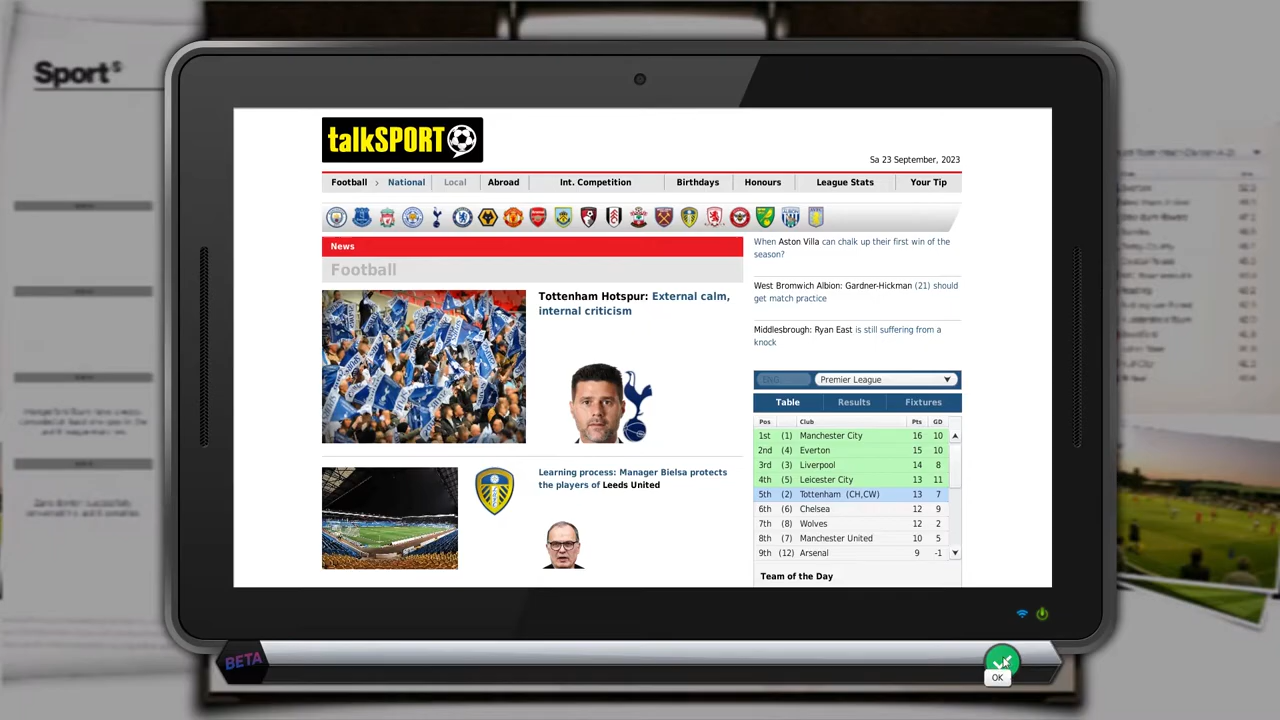 Sport
talkSPORT
Sa 23 September, 2023
Football > National Local Abroad Int. Competition Birthdays Honours League Stats Your Tip
News
Football
Tottenham Hotspur: External calm,
internal criticism
Learning process: Manager Bielsa protects
the players of Leeds United
When Aston Villa can chalk up their first win of the
season?
West Bromwich Albion: Gardner-Hickman (21) should
get match practice
Middlesbrough: Ryan East is still suffering from a
knock
ENG Premier League
Table Results Fixtures
Pos Club Pts GD
1st (1) Manchester City 16 10
2nd (4) Everton 15 10
3rd (3) Liverpool 14 8
4th (5) Leicester City 13 11
5th (2) Tottenham (CH,CW) 13 7
6th (6) Chelsea 12 9
7th (8) Wolves 12 2
8th (7) Manchester United 10 5
9th (12) Arsenal 9 -1
Team of the Day
BETA
OK